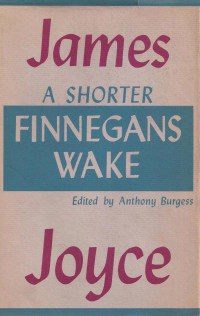 James
A SHORTER
FINNEGANS
WAKE
Edited by Anthony Burgess
Joyce